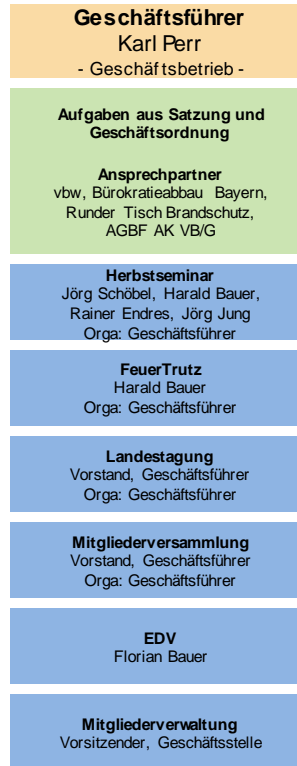 Geschäftsführer
Karl Perr
- Geschäftsbetrieb -
Aufgaben aus Satzung und
Geschäftsordnung
Ansprechpartner
vbw, Bürokratieabbau Bayern,
Runder Tisch Brandschutz,
AGBF AK VB/G
Herbstseminar
Jörg Schöbel, Harald Bauer,
Rainer Endres, Jörg Jung
Orga: Geschäftsführer
FeuerTrutz
Harald Bauer
Orga: Geschäftsführer
Landestagung
Vorstand, Geschäftsführer
Orga: Geschäftsführer
Mitgliederversammlung
Vorstand, Geschäftsführer
Orga: Geschäftsführer
EDV
Florian Bauer
Mitgliederverwaltung
Vorsitzender, Geschäftsstelle